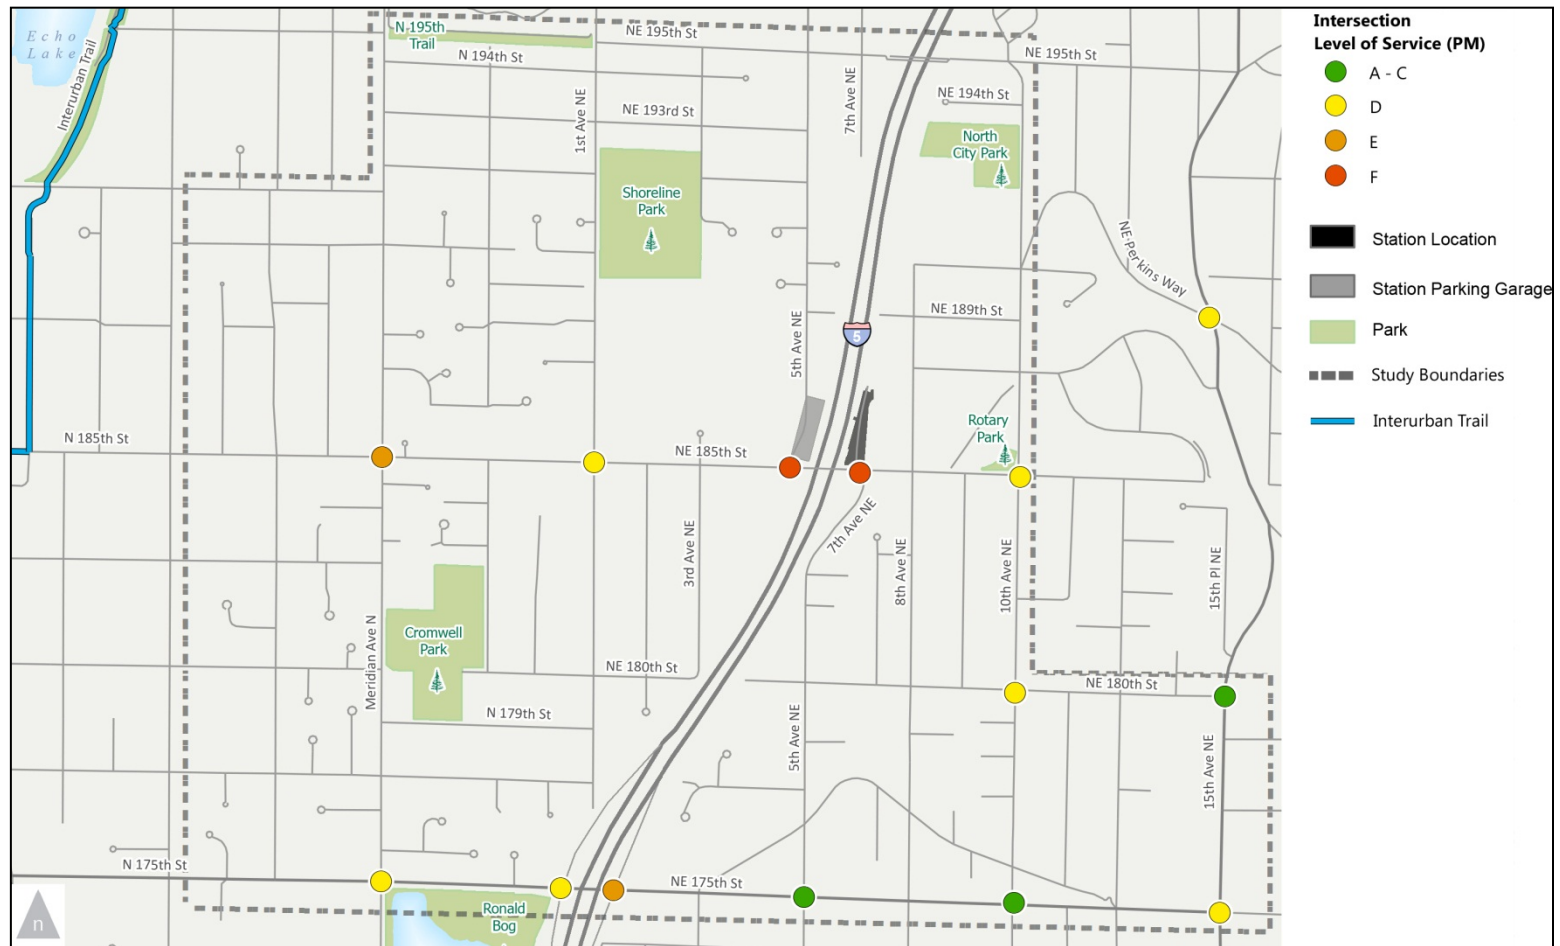 Echo
Lake
Interurban Trail
N 195th
Trail
N 194th St
NE 195th St
NE 195th St
1st Ave NE
NE 193rd St
7th Ave NE
NE 194th St
North
City Park
Shoreline
Park
NE Perkins Way
5th Ave NE
5
NE 189th St
N 185th St
NE 185th St
Rotary
Park
3rd Ave NE
7th Ave NE
8th Ave NE
10th Ave NE
15th Pl NE
Meridian Ave N
Cromwell
Park
NE 180th St
NE 180th St
N 179th St
5th Ave NE
15th Ave NE
N 175th St
NE 175th St
Ronald
Bog
n
Intersection
Level of Service (PM)
A - C
D
E
F
Station Location
Station Parking Garage
Park
Study Boundaries
Interurban Trail